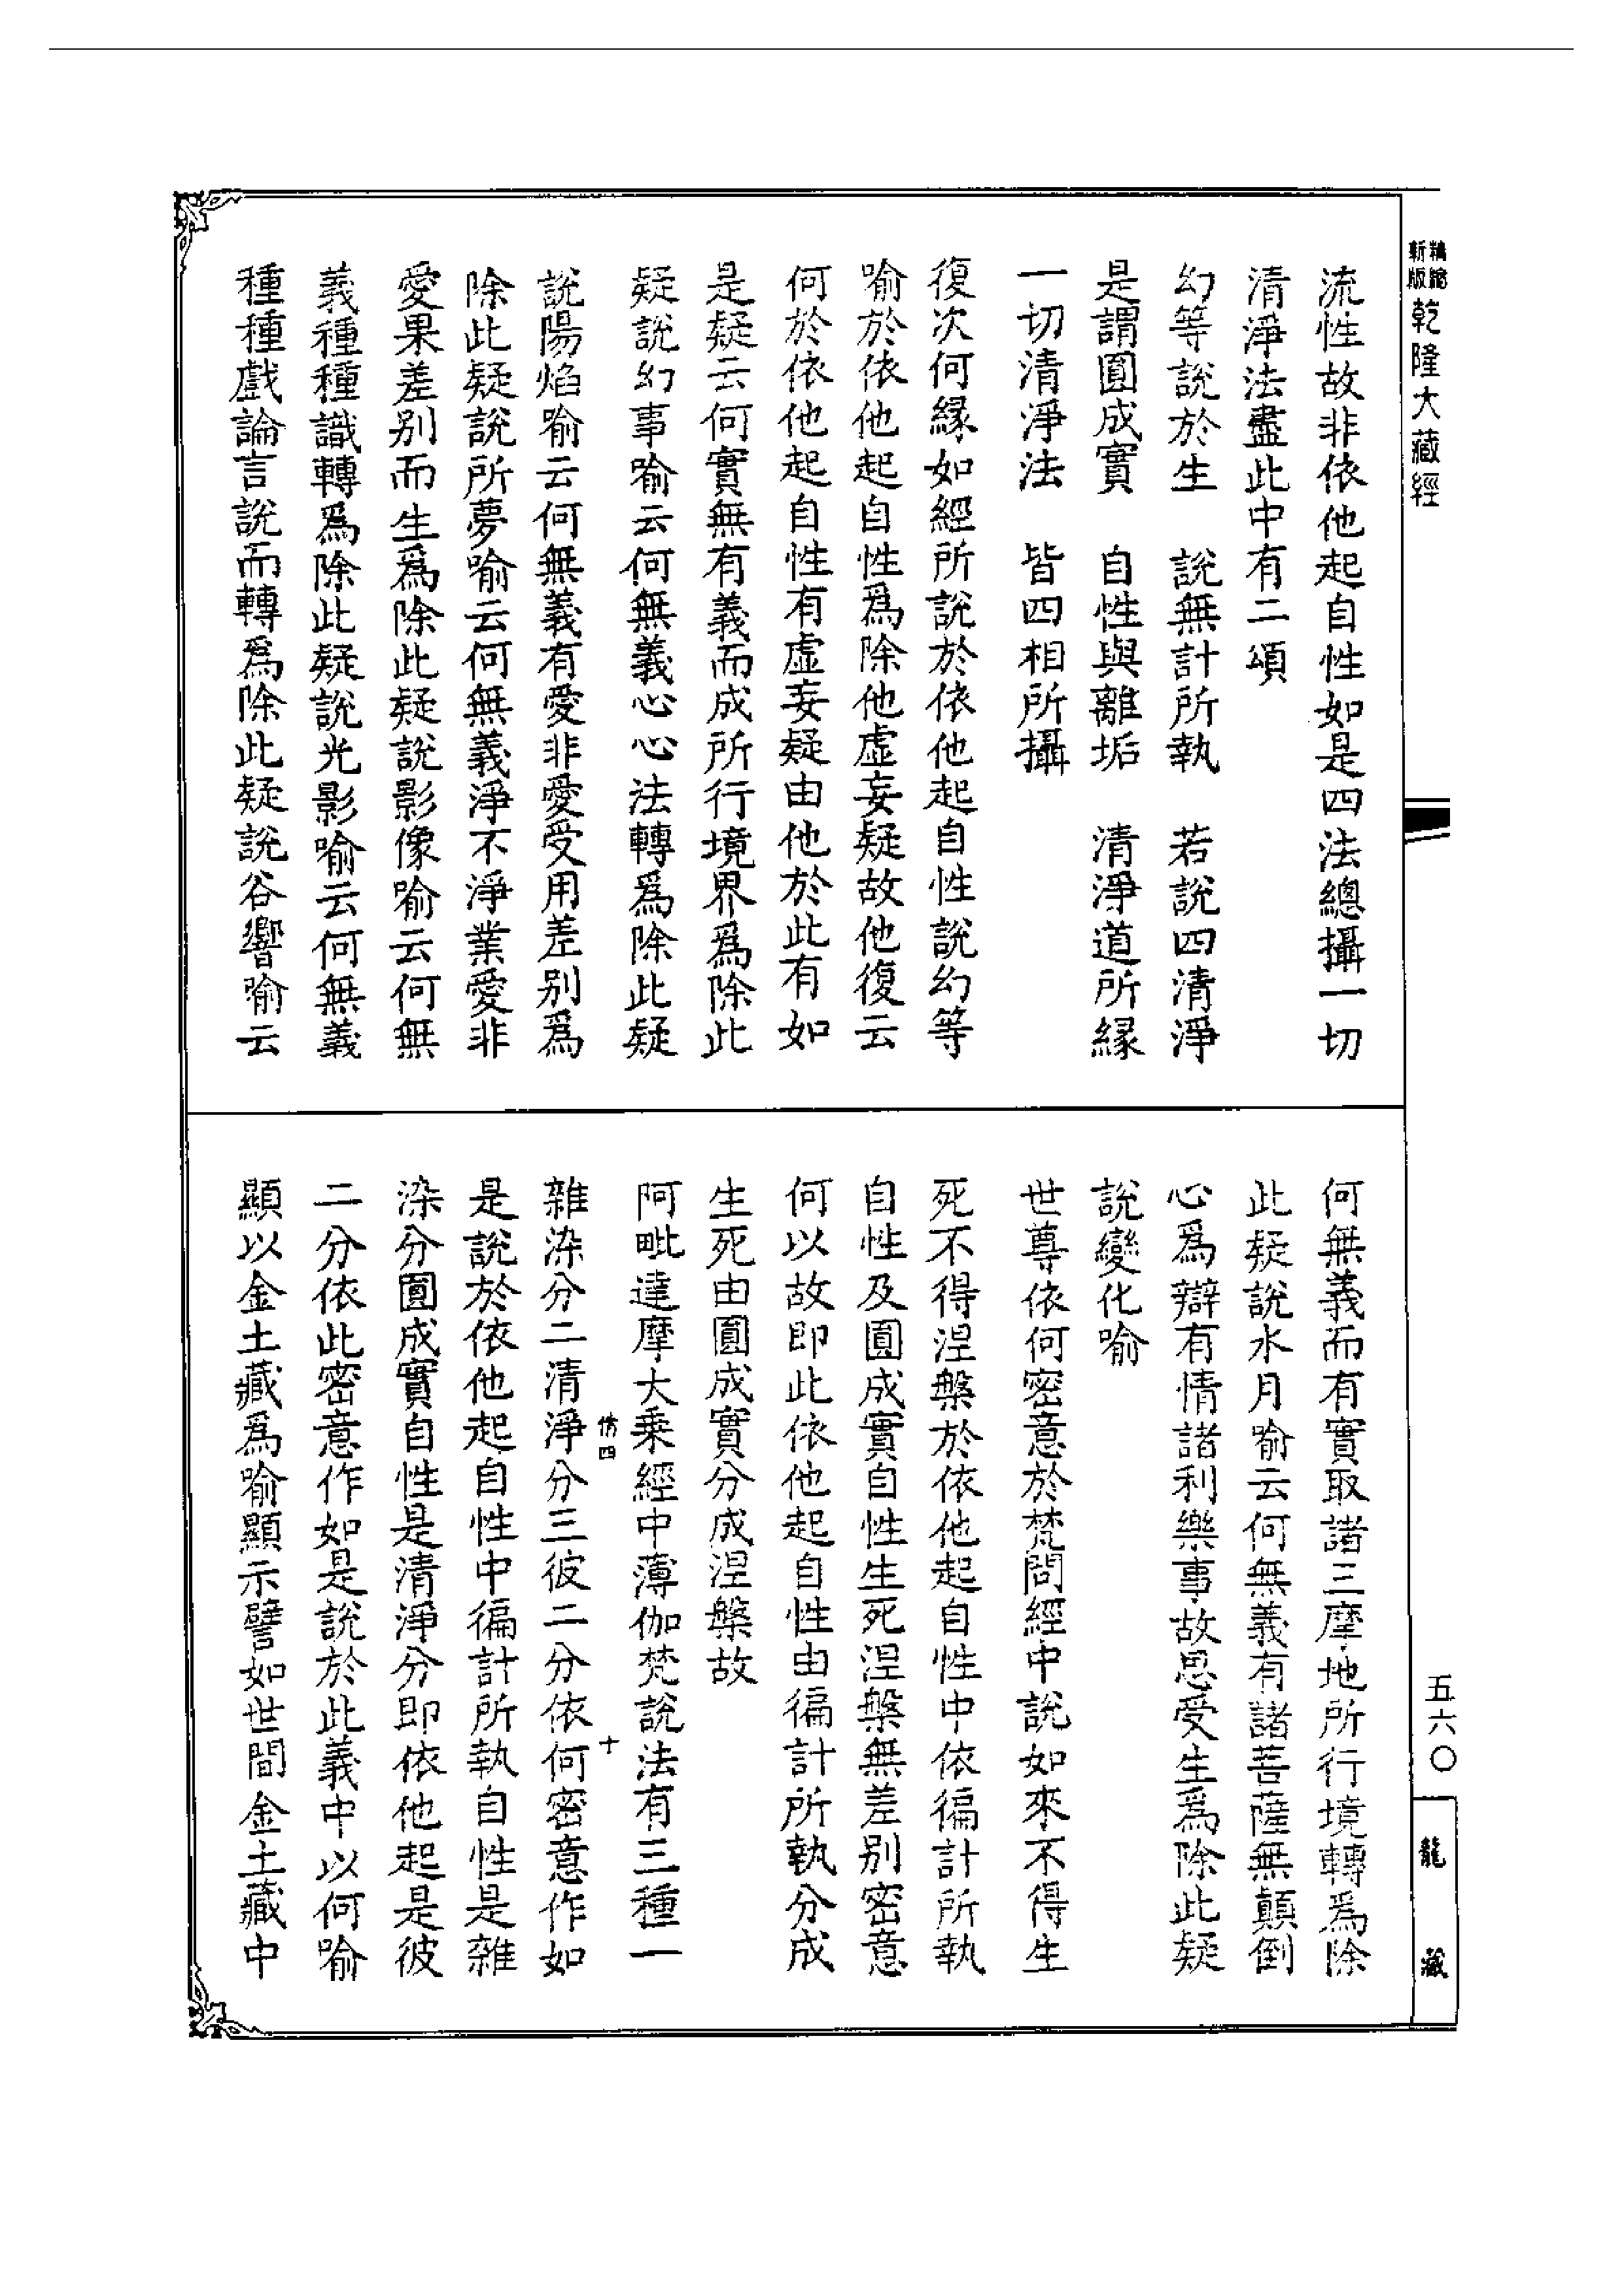 精縮
新版
乾隆大藏經
流性故非依他起自性如是四法總攝一切
清淨法盡此中有二頌
幻等說於生　說無計所執　若說四清淨
是謂圓成實　自性與離垢　清淨道所緣
一切清淨法　皆四相所攝
復次何緣如經所說於依他起自性說幻等
喻於依他起自性爲除他虛妄疑故他復云
何於依他起自性有虛妄疑由他於此有如
是疑云何實無有義而成所行境界爲除此
疑說幻事喻云何無義心心法轉爲除此疑
說陽焰喻云何無義有愛非愛受用差別爲
除此疑說所夢喻云何無義淨不淨業愛非
愛果差別而生爲除此疑說影像喻云何無
義種種識轉爲除此疑說光影喻云何無義
種種戲論言說而轉爲除此疑說谷響喻云
何無義而有實取諸三摩地所行境轉爲除
此疑說水月喻云何無義有諸菩薩無顛倒
心爲辯有情諸利樂事故思受生爲除此疑
說變化喻
世尊依何密意於梵問經中說如來不得生
死不得涅槃於依他起自性中依徧計所執
自性及圓成實自性生死涅槃無差別密意
何以故即此依他起自性由徧計所執分成
生死由圓成實分成涅槃故
阿毗達摩大乘經中薄伽梵說法有三種一
雜染分二清淨分三彼二分依何密意作如
是說於依他起自性中徧計所執自性是雜
染分圓成實自性是清淨分即依他起是彼
二分依此密意作如是說於此義中以何喻
顯以金土藏爲喻顯示譬如世間金土藏中
四
十
五六〇
龍藏